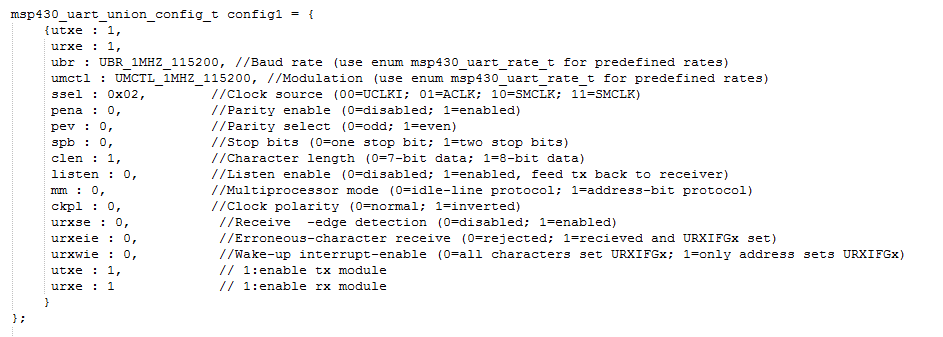 msp430_uart_union_config_t config1 = {
{utxe : 1,
urxe : 1,
ubr : UBR_1MHZ_115200, //Baud rate (use enum msp430_uart_rate_t for predefined rates)
umctl : UMCTL_1MHZ_115200, //Modulation (use enum msp430_uart_rate_t for predefined rates)
ssel : 0x02, //Clock source (00=UCLKI; 01=ACLK; 10=SMCLK; 11=SMCLK)
pena : 0, //Parity enable (0=disabled; 1=enabled)
pev : 0, //Parity select (0=odd; 1=even)
spb : 0, //Stop bits (0=one stop bit; 1=two stop bits)
clen : 1, //Character length (0=7-bit data; 1=8-bit data)
listen : 0, //Listen enable (0=disabled; 1=enabled, feed tx back to receiver)
mm : 0, //Multiprocessor mode (0=idle-line protocol; 1=address-bit protocol)
ckpl : 0, //Clock polarity (0=normal; 1=inverted)
urxse : 0, //Receive -edge detection (0=disabled; 1=enabled)
urxeie : 0, //Erroneous-character receive (0=rejected; 1=recieved and URXIFGx set)
urxwie : 0, //Wake-up interrupt-enable (0=all characters set URXIFGx; 1=only address sets URXIFGx)
utxe : 1, // 1:enable tx module
urxe : 1 // 1:enable rx module
}
};